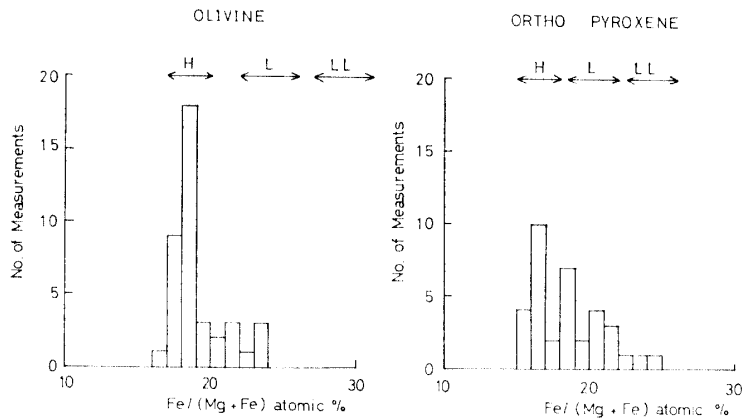 OLIVINE
H L LL
20
15
10
5
0
No. of Measurements
10 20 30
Fe/(Mg+Fe) atomic %
ORTHO PYROXENE
H L LL
20
15
10
5
0
No. of Measurements
10 20 30
Fe/(Mg+Fe) atomic %